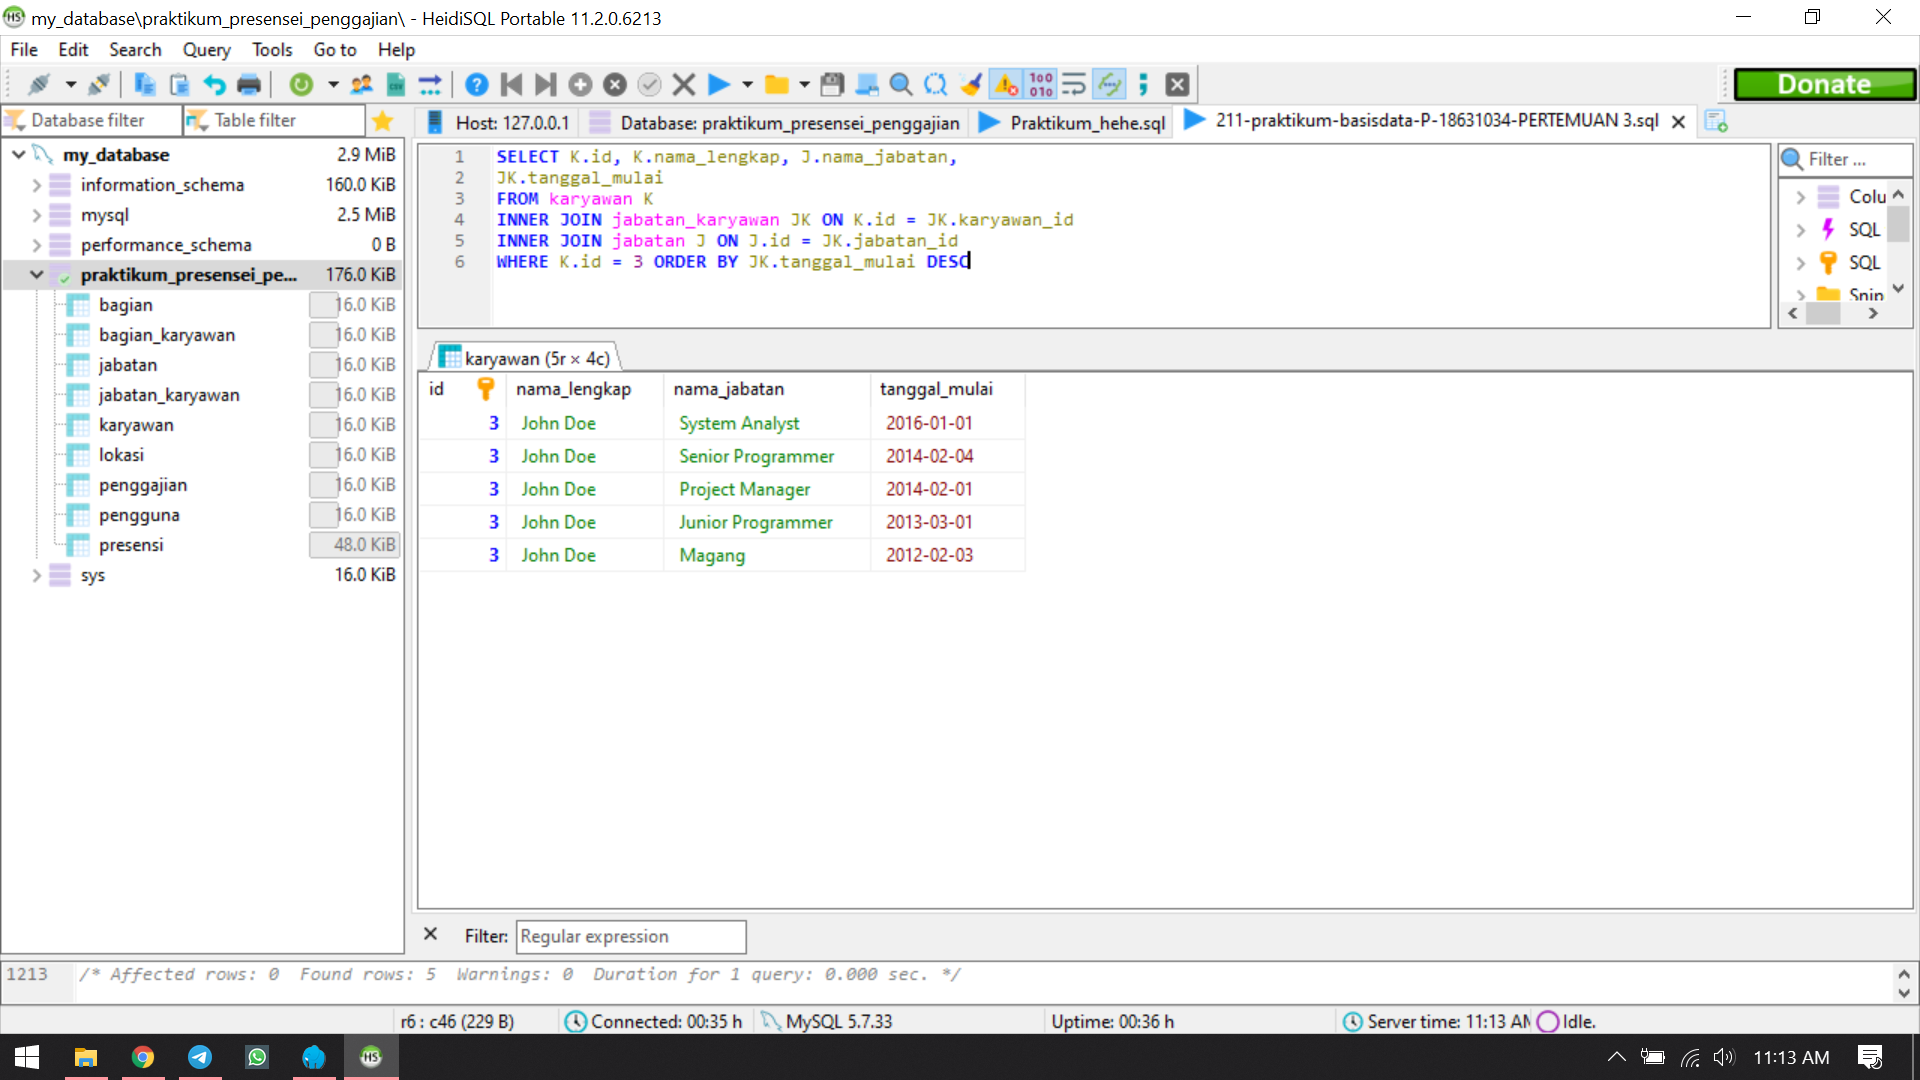 my_database\praktikum_presensei_penggajian\ - HeidiSQL Portable 11.2.0.6213
File Edit Search Query Tools Go to Help
Donate
Database filter Table filter
Host: 127.0.0.1 Database: praktikum_presensei_penggajian Praktikum_hehe.sql 211-praktikum-basisdata-P-18631034-PERTEMUAN 3.sql
my_database 2.9 MiB
information_schema 160.0 KiB
mysql 2.5 MiB
performance_schema 0 B
praktikum_presensei_pe... 176.0 KiB
bagian 16.0 KiB
bagian_karyawan 16.0 KiB
jabatan 16.0 KiB
jabatan_karyawan 16.0 KiB
karyawan 16.0 KiB
lokasi 16.0 KiB
penggajian 16.0 KiB
pengguna 16.0 KiB
presensi 48.0 KiB
sys 16.0 KiB
1 SELECT K.id, K.nama_lengkap, J.nama_jabatan,
2 JK.tanggal_mulai
3 FROM karyawan K
4 INNER JOIN jabatan_karyawan JK ON K.id = JK.karyawan_id
5 INNER JOIN jabatan J ON J.id = JK.jabatan_id
6 WHERE K.id = 3 ORDER BY JK.tanggal_mulai DESC
Filter ...
Colu
SQL
SQL
Snip
karyawan (5r × 4c)
id nama_lengkap nama_jabatan tanggal_mulai
3 John Doe System Analyst 2016-01-01
3 John Doe Senior Programmer 2014-02-04
3 John Doe Project Manager 2014-02-01
3 John Doe Junior Programmer 2013-03-01
3 John Doe Magang 2012-02-03
Filter: Regular expression
1213 /* Affected rows: 0 Found rows: 5 Warnings: 0 Duration for 1 query: 0.000 sec. */
r6 : c46 (229 B) Connected: 00:35 h MySQL 5.7.33 Uptime: 00:36 h Server time: 11:13 AM Idle.
HS 11:13 AM